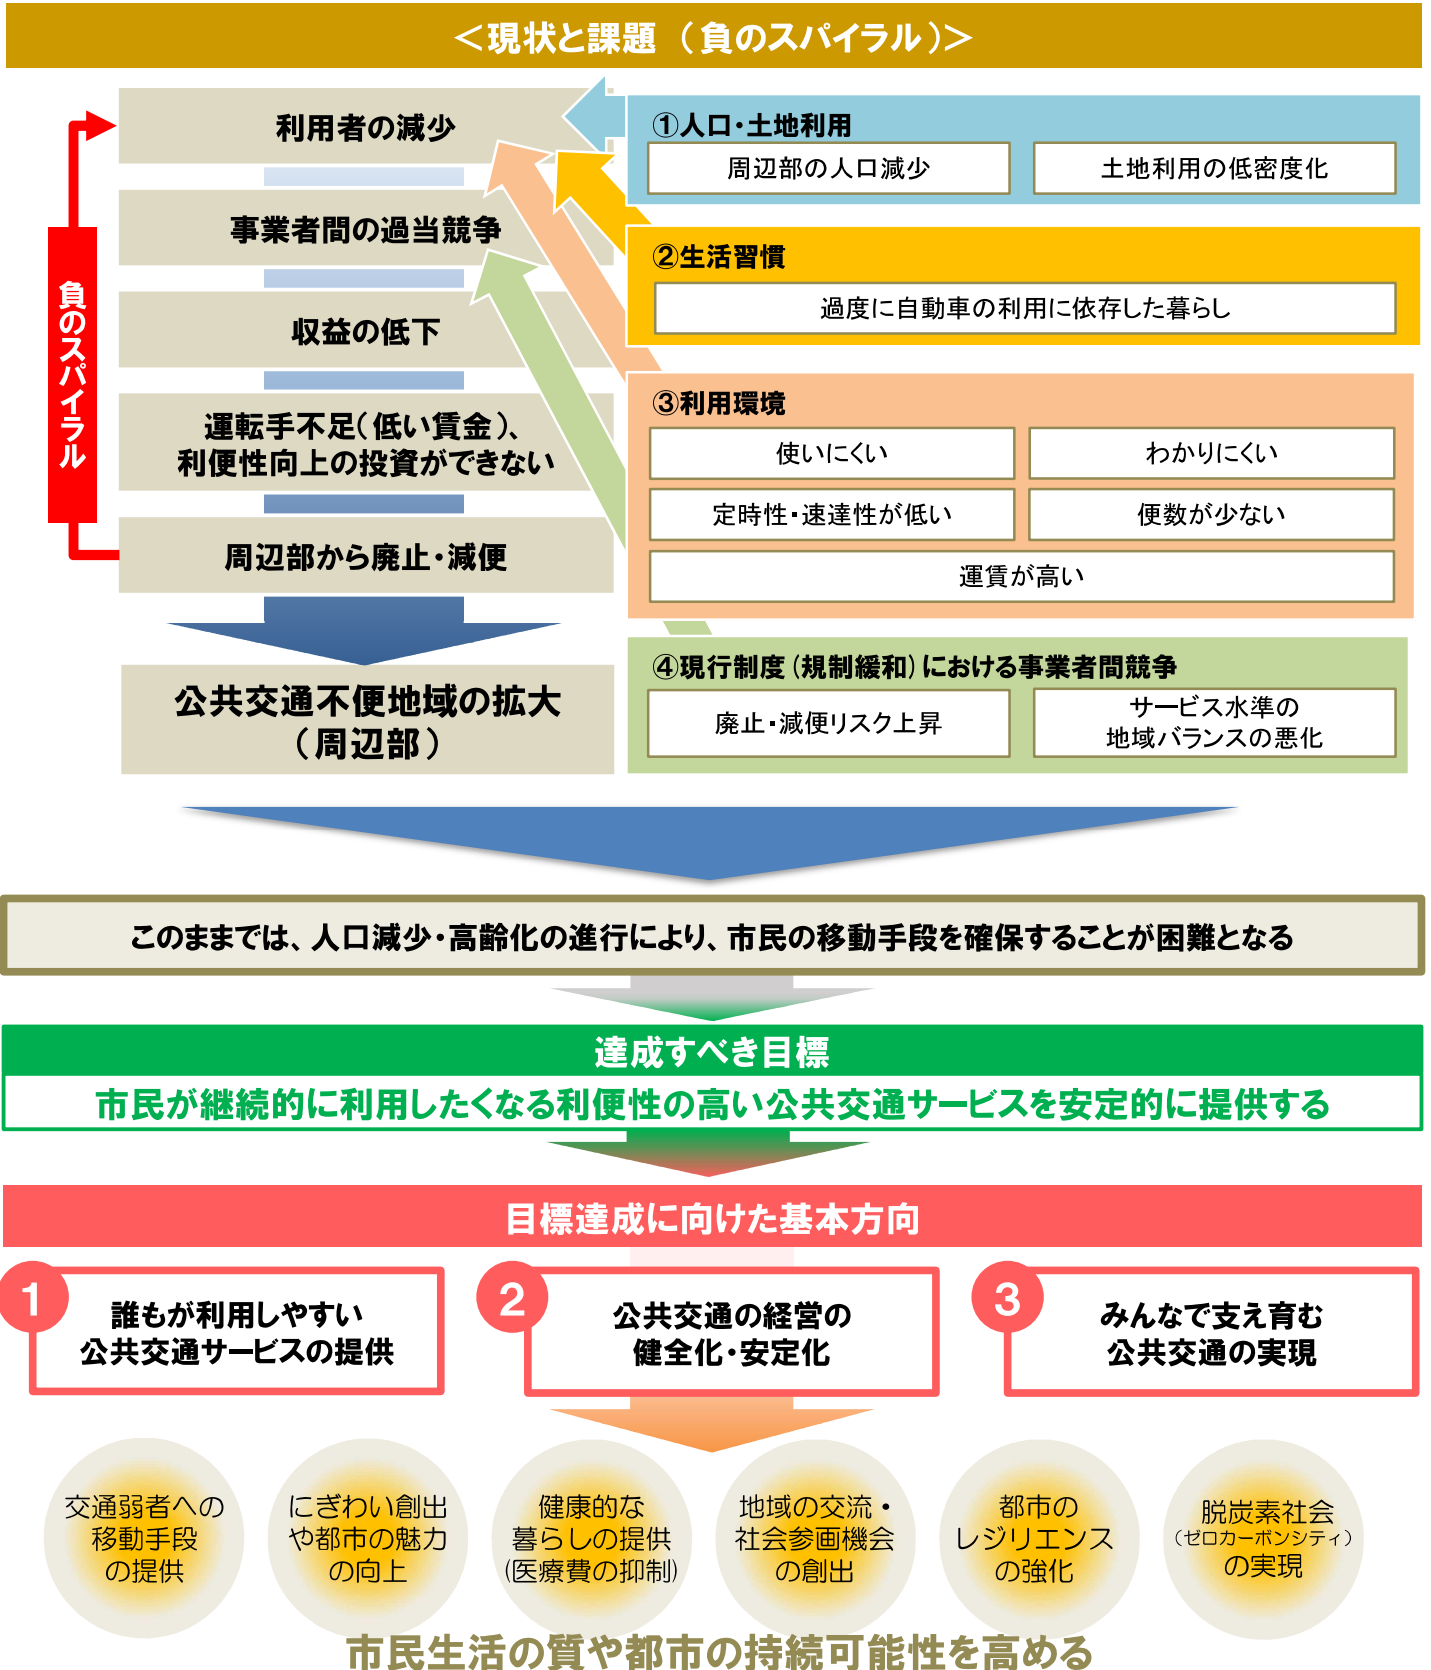 ＜現状と課題（負のスパイラル）＞
利用者の減少
事業者間の過当競争
収益の低下
運転手不足（低い賃金）、
利便性向上の投資ができない
周辺部から廃止・減便
負のスパイラル
公共交通不便地域の拡大
（周辺部）
①人口・土地利用
周辺部の人口減少
土地利用の低密度化
②生活習慣
過度に自動車の利用に依存した暮らし
③利用環境
使いにくい
わかりにくい
定時性・速達性が低い
便数が少ない
運賃が高い
④現行制度（規制緩和）における事業者間競争
廃止・減便リスク上昇
サービス水準の
地域バランスの悪化
このままでは、人口減少・高齢化の進行により、市民の移動手段を確保することが困難となる
達成すべき目標
市民が継続的に利用したくなる利便性の高い公共交通サービスを安定的に提供する
目標達成に向けた基本方向
1
誰もが利用しやすい
公共交通サービスの提供
2
公共交通の経営の
健全化・安定化
3
みんなで支え育む
公共交通の実現
交通弱者への
移動手段
の提供
にぎわい創出
や都市の魅力
の向上
健康的な
暮らしの提供
(医療費の抑制)
地域の交流・
社会参画機会
の創出
都市の
レジリエンス
の強化
脱炭素社会
（ゼロカーボンシティ）
の実現
市民生活の質や都市の持続可能性を高める